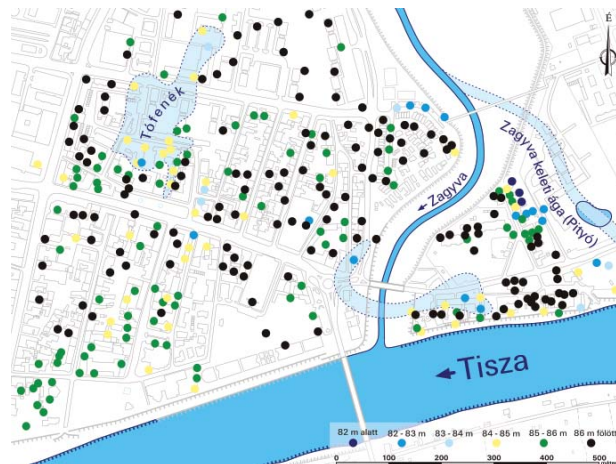 É
Tófenék
Zagyva
Zagyva keleti ága (Pityó)
Tisza
82 m alatt 82 - 83 m 83 - 84 m 84 - 85 m 85 - 86 m 86 m fölött
0 100 200 300 400 500